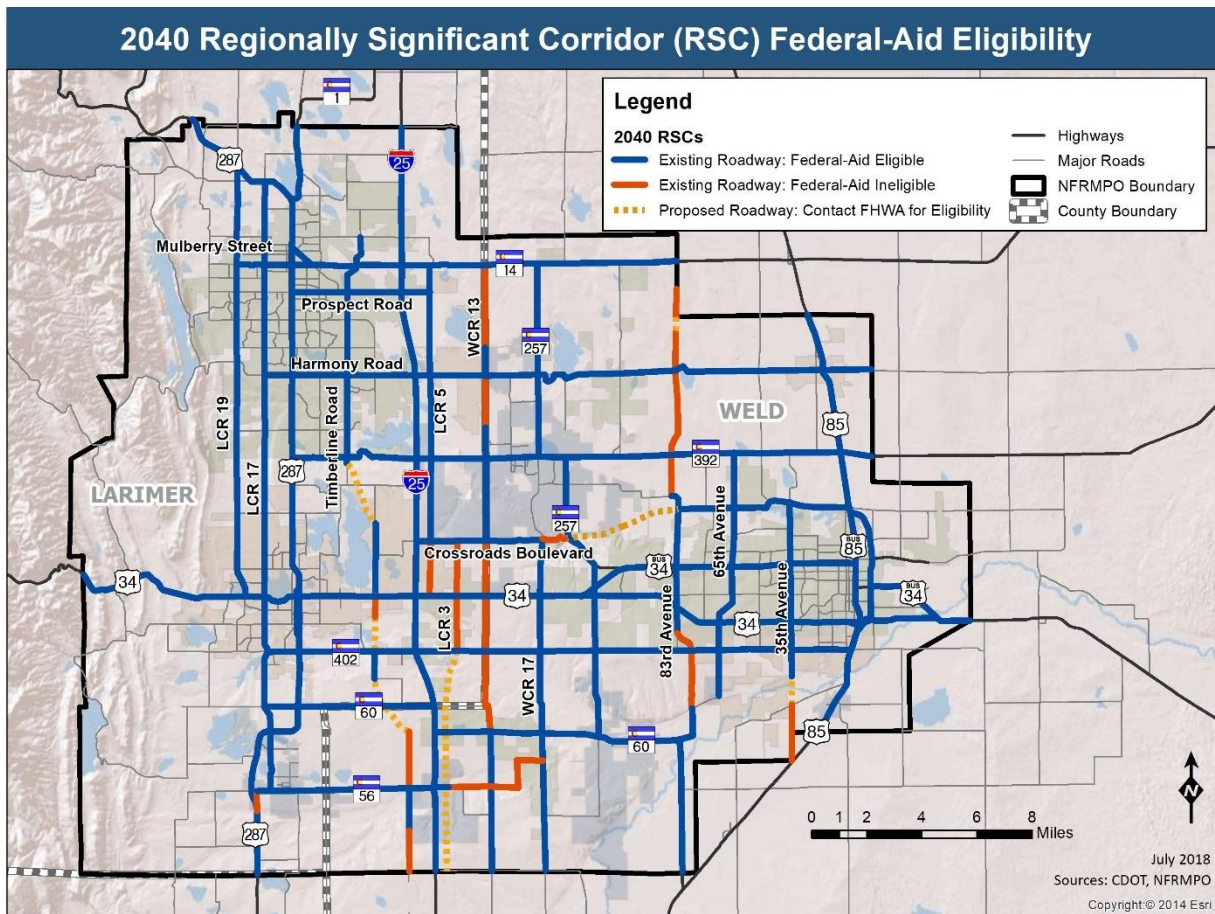 2040 Regionally Significant Corridor (RSC) Federal-Aid Eligibility
Legend
2040 RSCs
Existing Roadway: Federal-Aid Eligible
Existing Roadway: Federal-Aid Ineligible
Proposed Roadway: Contact FHWA for Eligibility
Highways
Major Roads
NFRMPO Boundary
County Boundary
1
287
25
Mulberry Street
14
Prospect Road
WCR 13
257
Harmony Road
LCR 19
LCR 5
Timberline Road
WELD
85
LARIMER
LCR 17
287
25
392
257
65th Avenue
Crossroads Boulevard
BUS
85
34
BUS
34
34
BUS
34
34
402
LCR 3
WCR 17
83rd Avenue
35th Avenue
60
60
85
56
287
0 2 4 6 8
Miles
N
July 2018
Sources: CDOT, NFRMPO
Copyright:© 2014 Esri